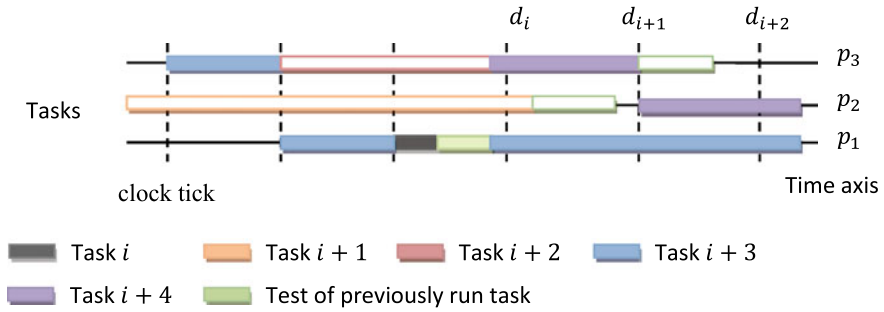 d_i d_{i+1} d_{i+2}
p_3
p_2
Tasks
p_1
clock tick
Time axis
Task i Task i + 1 Task i + 2 Task i + 3
Task i + 4 Test of previously run task